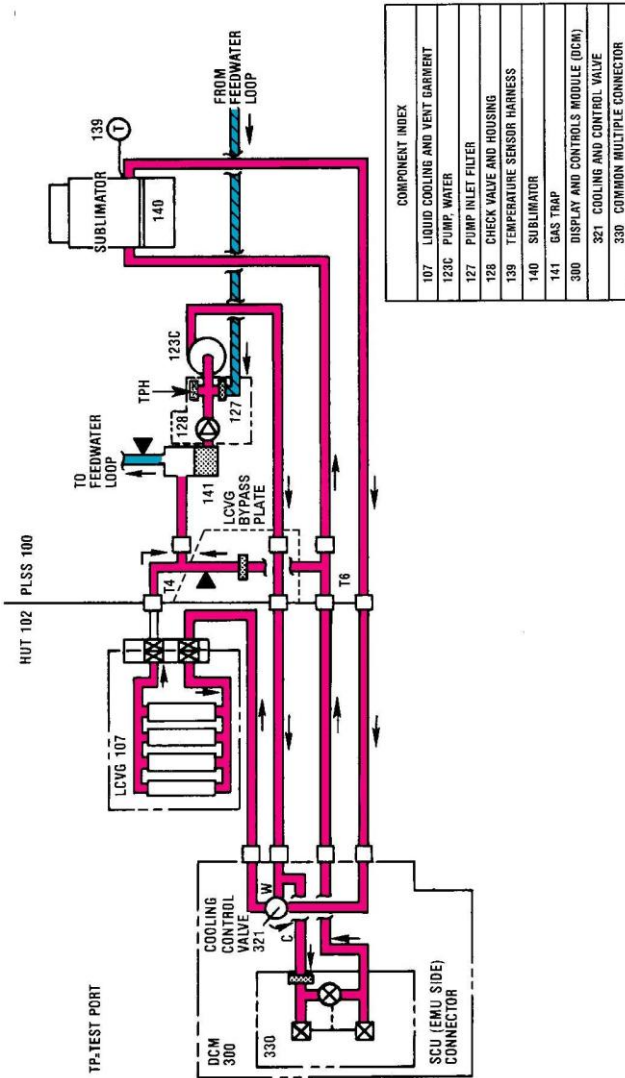 TP=TEST PORT
HUT 102
PLSS 100
TO
FEEDWATER
LOOP
TPH
128
127
123C
139
T
SUBLIMATOR
140
FROM
FEEDWATER
LOOP
141
LCVG
BYPASS
PLATE
T4
T6
LCVG 107
COOLING
CONTROL
VALVE
321
W
C
DCM
300
330
SCU (EMU SIDE)
CONNECTOR
COMPONENT INDEX
107 LIQUID COOLING AND VENT GARMENT
123C PUMP, WATER
127 PUMP INLET FILTER
128 CHECK VALVE AND HOUSING
139 TEMPERATURE SENSOR HARNESS
140 SUBLIMATOR
141 GAS TRAP
300 DISPLAY AND CONTROLS MODULE (DCM)
321 COOLING AND CONTROL VALVE
330 COMMON MULTIPLE CONNECTOR